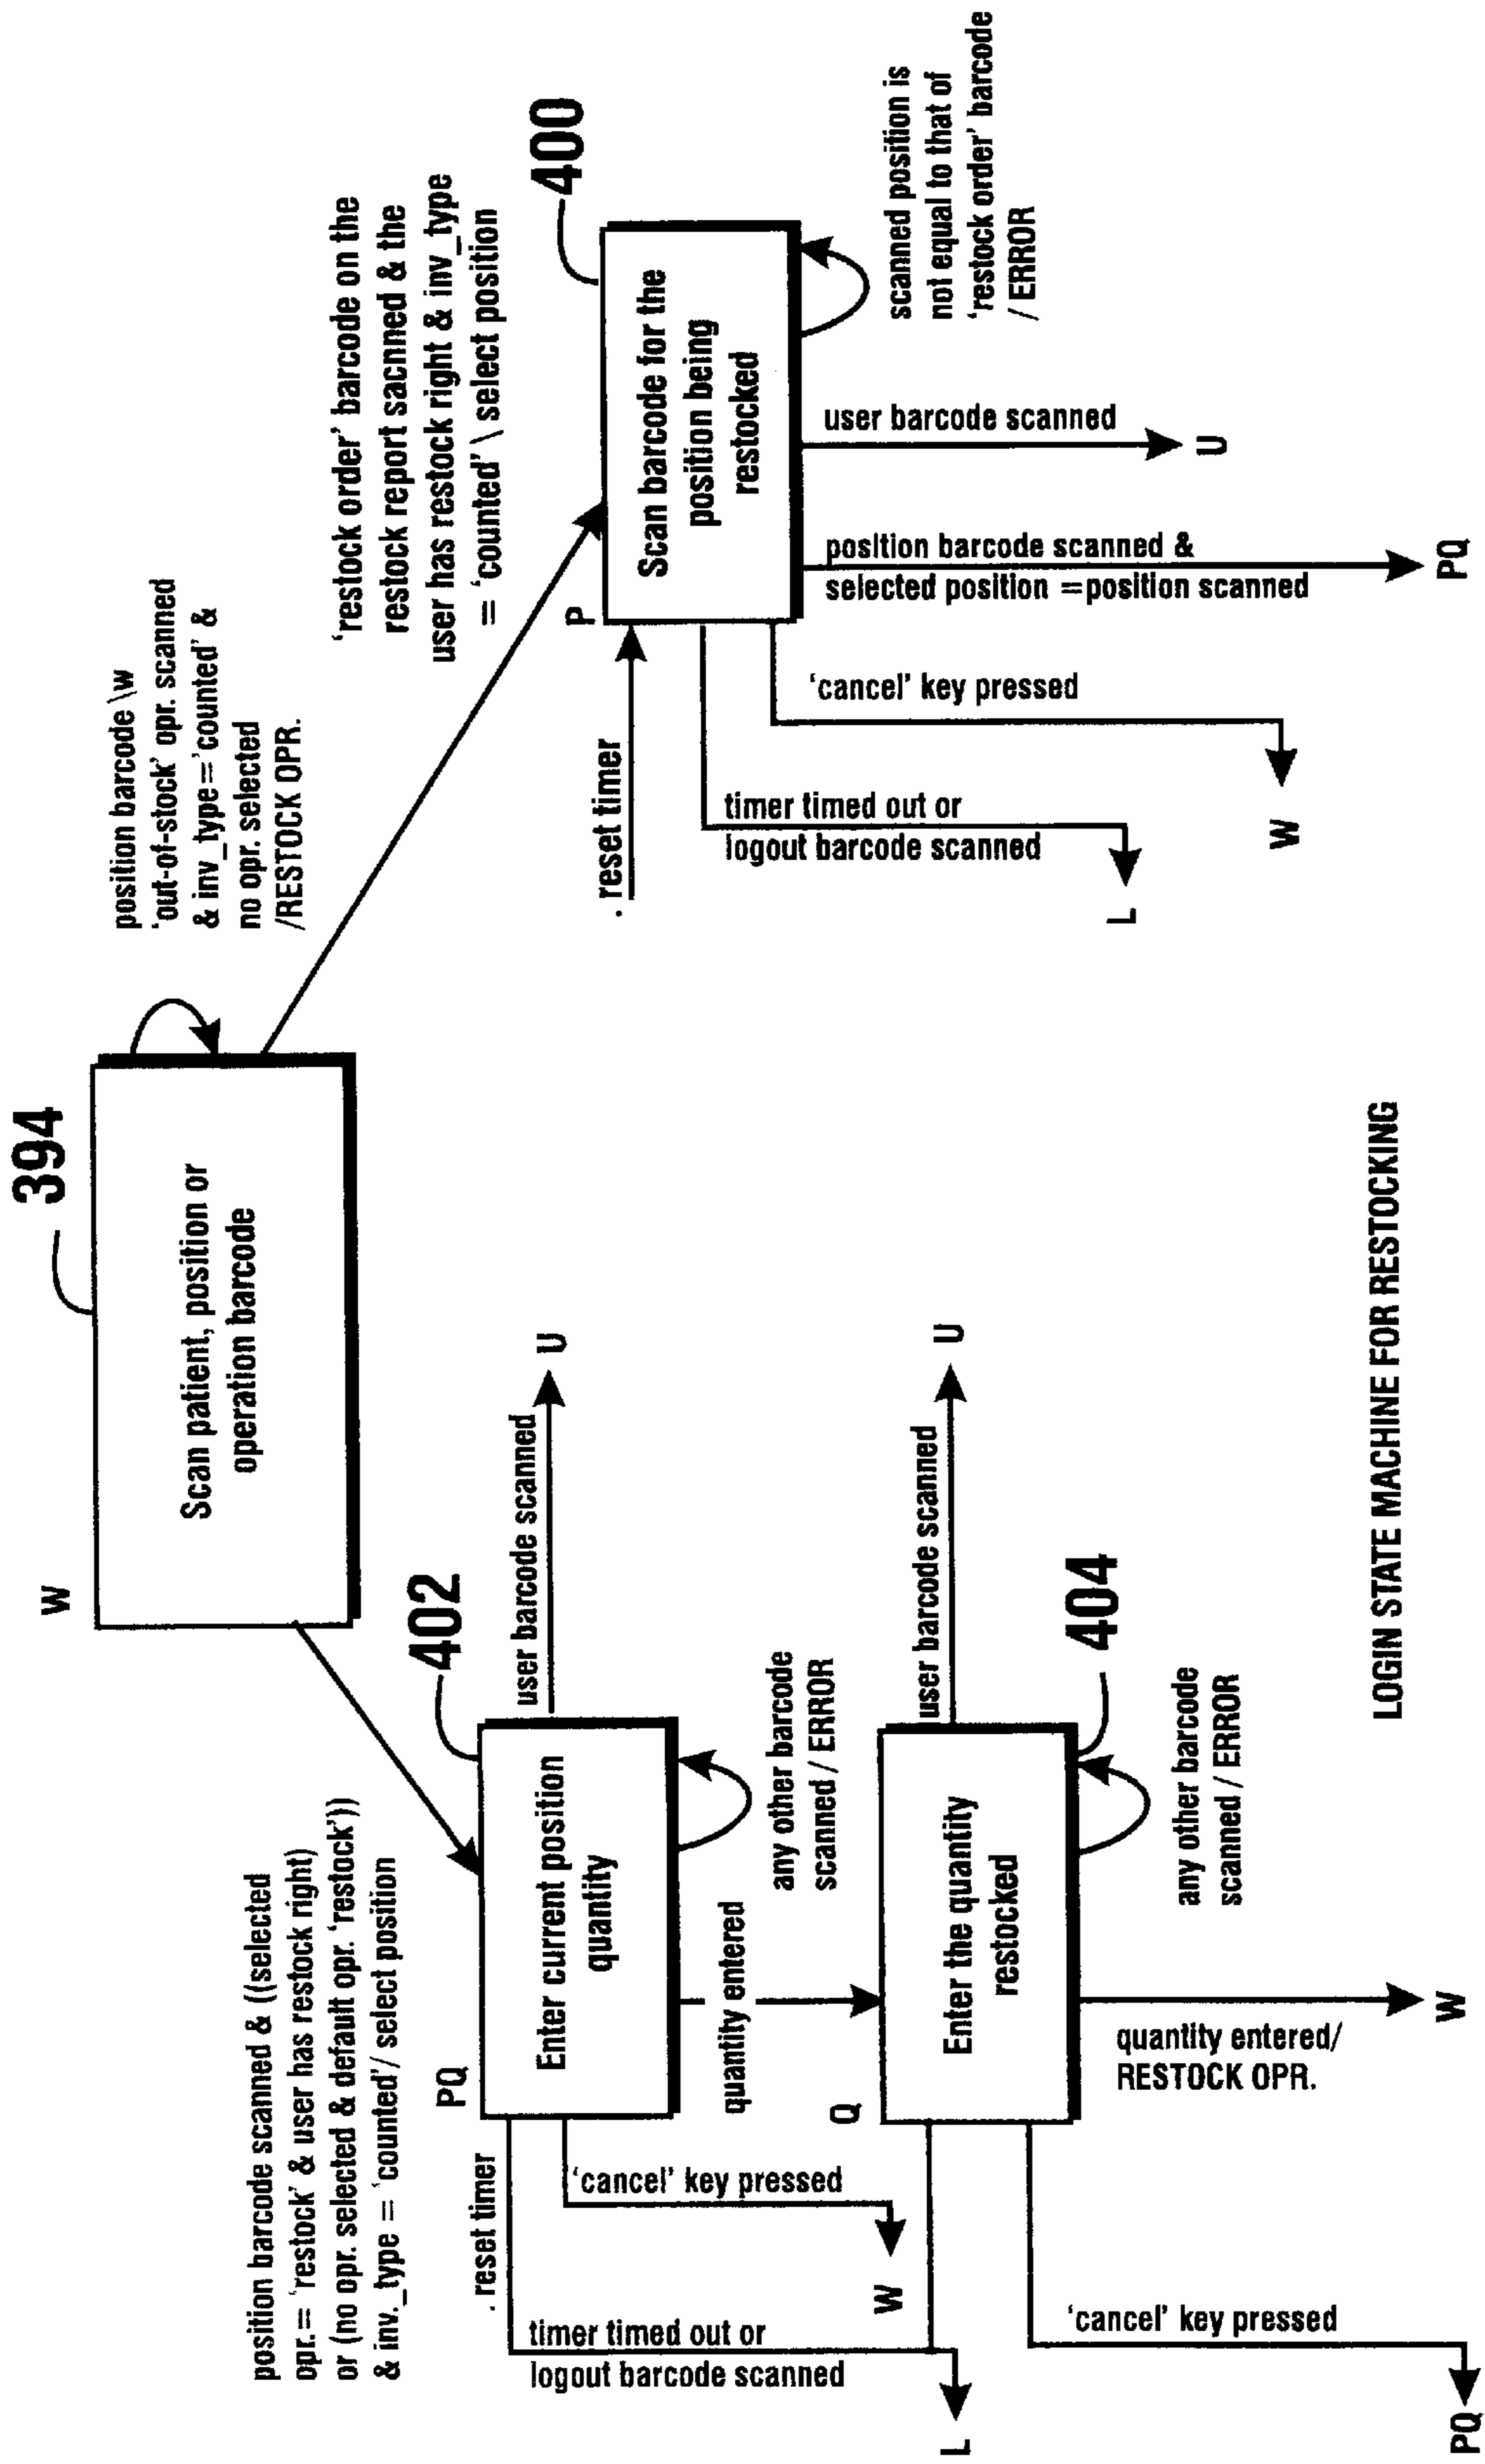 394
W
Scan patient, position or
operation barcode
position barcode \w
'out-of-stock' opr. scanned
& inv_type='counted' &
no opr. selected
/RESTOCK OPR.
position barcode scanned & ((selected
opr.= 'restock' & user has restock right)
or (no opr. selected & default opr. 'restock'))
& inv._type = 'counted'/ select position
'restock order' barcode on the
restock report sacnned & the
user has restock right & inv_type
= 'counted' \ select position
402
PQ
Enter current position
quantity
user barcode scanned
U
any other barcode
scanned / ERROR
quantity entered
. reset timer
'cancel' key pressed
W
timer timed out or
logout barcode scanned
L
404
Q
Enter the quantity
restocked
user barcode scanned
U
any other barcode
scanned / ERROR
quantity entered/
RESTOCK OPR.
W
'cancel' key pressed
PQ
400
P
Scan barcode for the
position being
restocked
scanned position is
not equal to that of
'restock order' barcode
/ ERROR
user barcode scanned
U
position barcode scanned &
selected position =position scanned
PQ
'cancel' key pressed
W
. reset timer
timer timed out or
logout barcode scanned
L
LOGIN STATE MACHINE FOR RESTOCKING